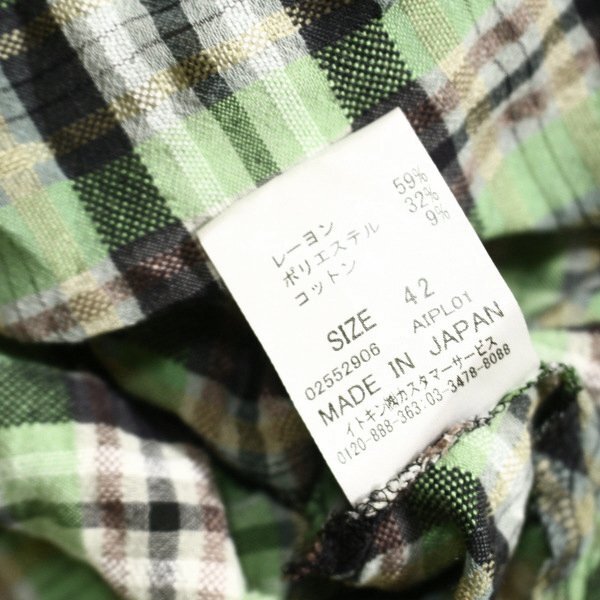 レーヨン 59%
ポリエステル 32%
コットン 9%
SIZE 42
02552906 AIPL01
MADE IN JAPAN
イトキン㈱カスタマーサービス
0120-888-363:03-3478-8088